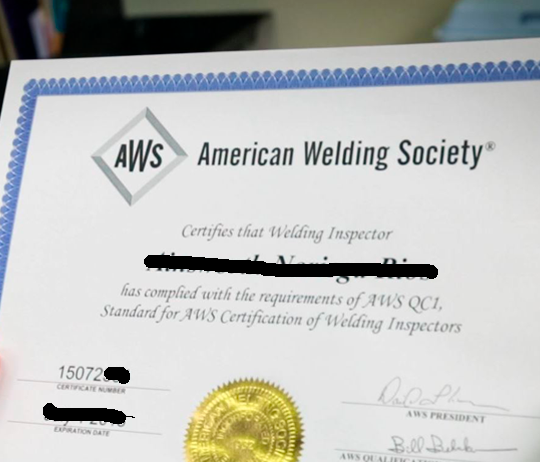 AWS
American Welding Society®
Certifies that Welding Inspector
has complied with the requirements of AWS QC1,
Standard for AWS Certification of Welding Inspectors
15072
CERTIFICATE NUMBER
AWS PRESIDENT
EXPIRATION DATE